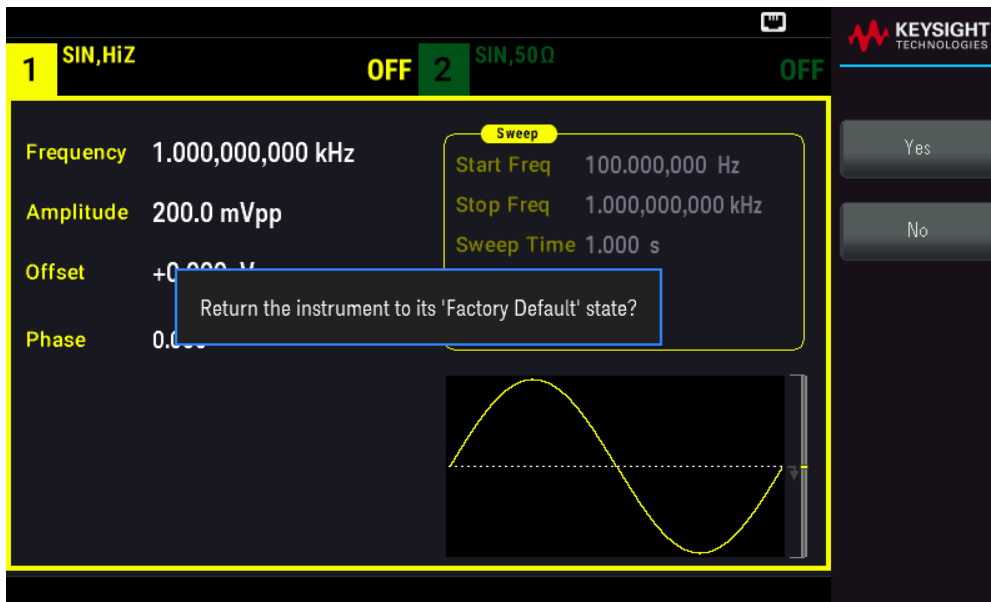 KEYSIGHT
TECHNOLOGIES
1 SIN,HiZ OFF 2 SIN,50Ω OFF
Frequency 1.000,000,000 kHz
Amplitude 200.0 mVpp
Offset
Phase
Sweep
Start Freq 100.000,000 Hz
Stop Freq 1.000,000,000 kHz
Sweep Time 1.000 s
Return the instrument to its 'Factory Default' state?
Yes
No